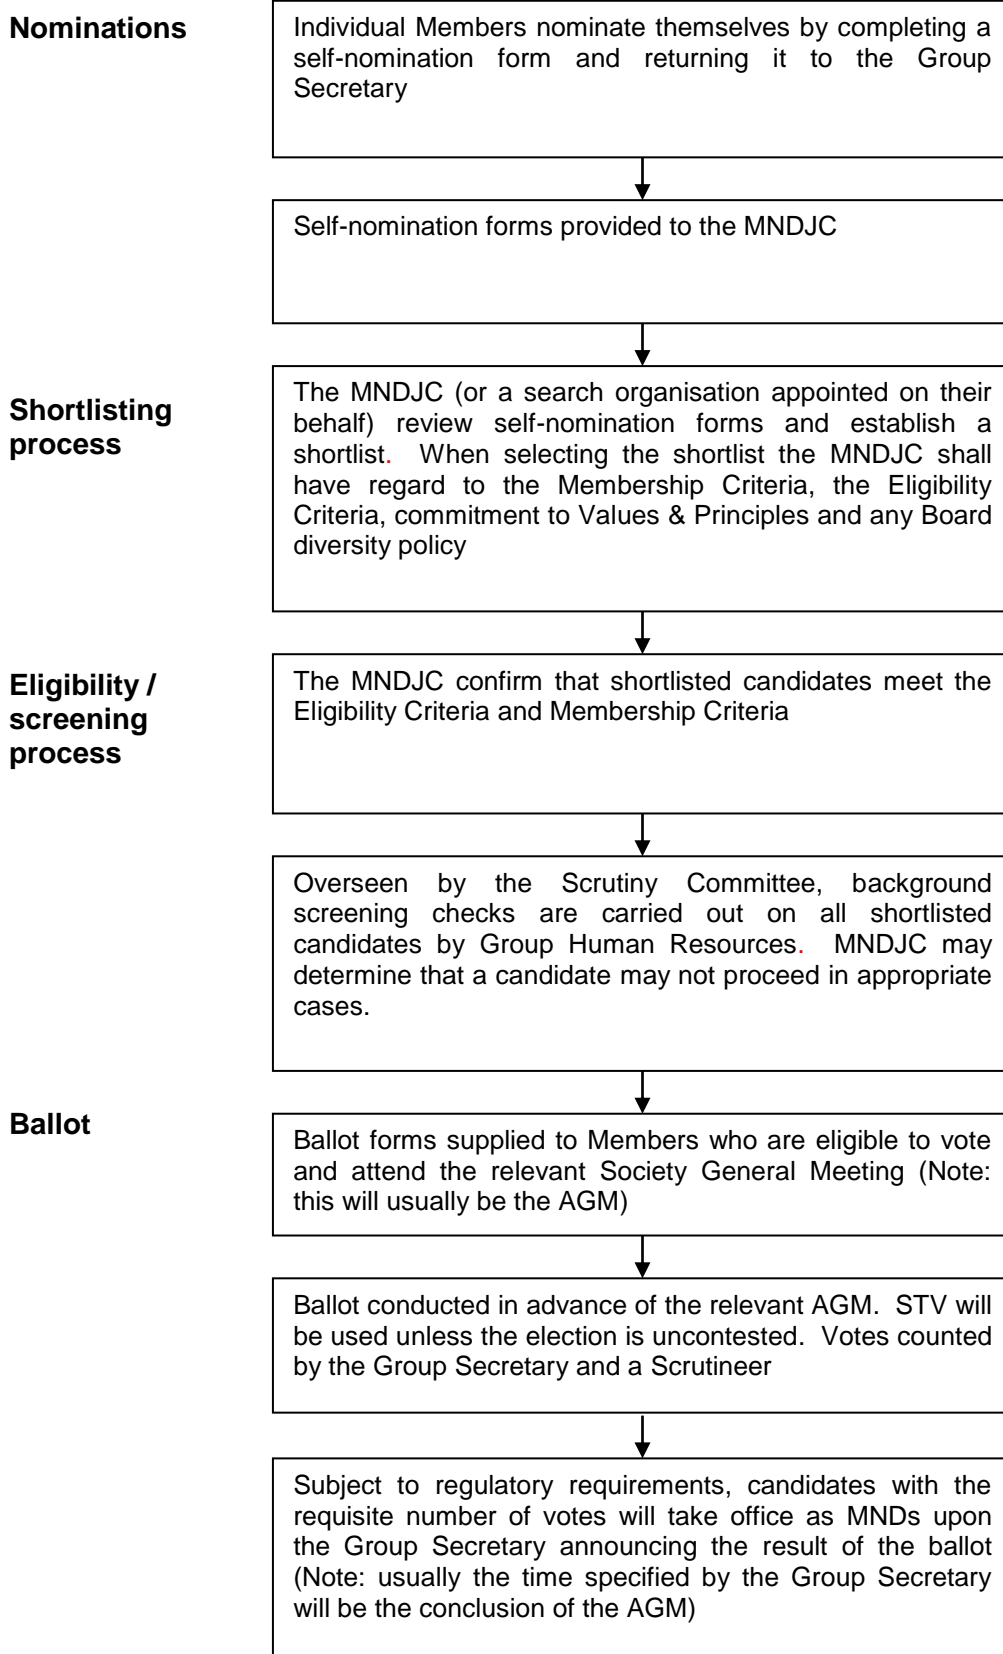 Nominations
Individual Members nominate themselves by completing a
self-nomination form and returning it to the Group
Secretary
Self-nomination forms provided to the MNDJC
Shortlisting
process
The MNDJC (or a search organisation appointed on their
behalf) review self-nomination forms and establish a
shortlist. When selecting the shortlist the MNDJC shall
have regard to the Membership Criteria, the Eligibility
Criteria, commitment to Values & Principles and any Board
diversity policy
Eligibility /
screening
process
The MNDJC confirm that shortlisted candidates meet the
Eligibility Criteria and Membership Criteria
Overseen by the Scrutiny Committee, background
screening checks are carried out on all shortlisted
candidates by Group Human Resources. MNDJC may
determine that a candidate may not proceed in appropriate
cases.
Ballot
Ballot forms supplied to Members who are eligible to vote
and attend the relevant Society General Meeting (Note:
this will usually be the AGM)
Ballot conducted in advance of the relevant AGM. STV will
be used unless the election is uncontested. Votes counted
by the Group Secretary and a Scrutineer
Subject to regulatory requirements, candidates with the
requisite number of votes will take office as MNDs upon
the Group Secretary announcing the result of the ballot
(Note: usually the time specified by the Group Secretary
will be the conclusion of the AGM)